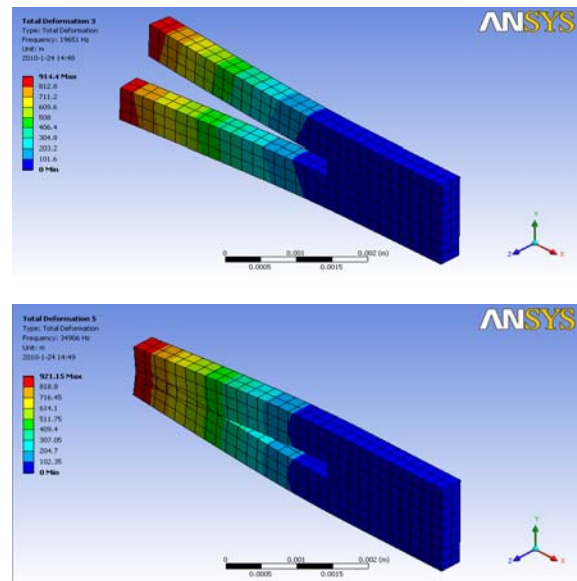 Total Deformation 3
Type: Total Deformation
Frequency: 19651 Hz
Unit: m
2010-1-24 14:48
914.4 Max
812.8
711.2
609.6
508
406.4
304.8
203.2
101.6
0 Min
ANSYS
0 0.001 0.002 (m)
0.0005 0.0015
Y
Z X
Total Deformation 5
Type: Total Deformation
Frequency: 34906 Hz
Unit: m
2010-1-24 14:49
921.15 Max
818.8
716.45
614.1
511.75
409.4
307.05
204.7
102.35
0 Min
ANSYS
0 0.001 0.002 (m)
0.0005 0.0015
Y
Z X